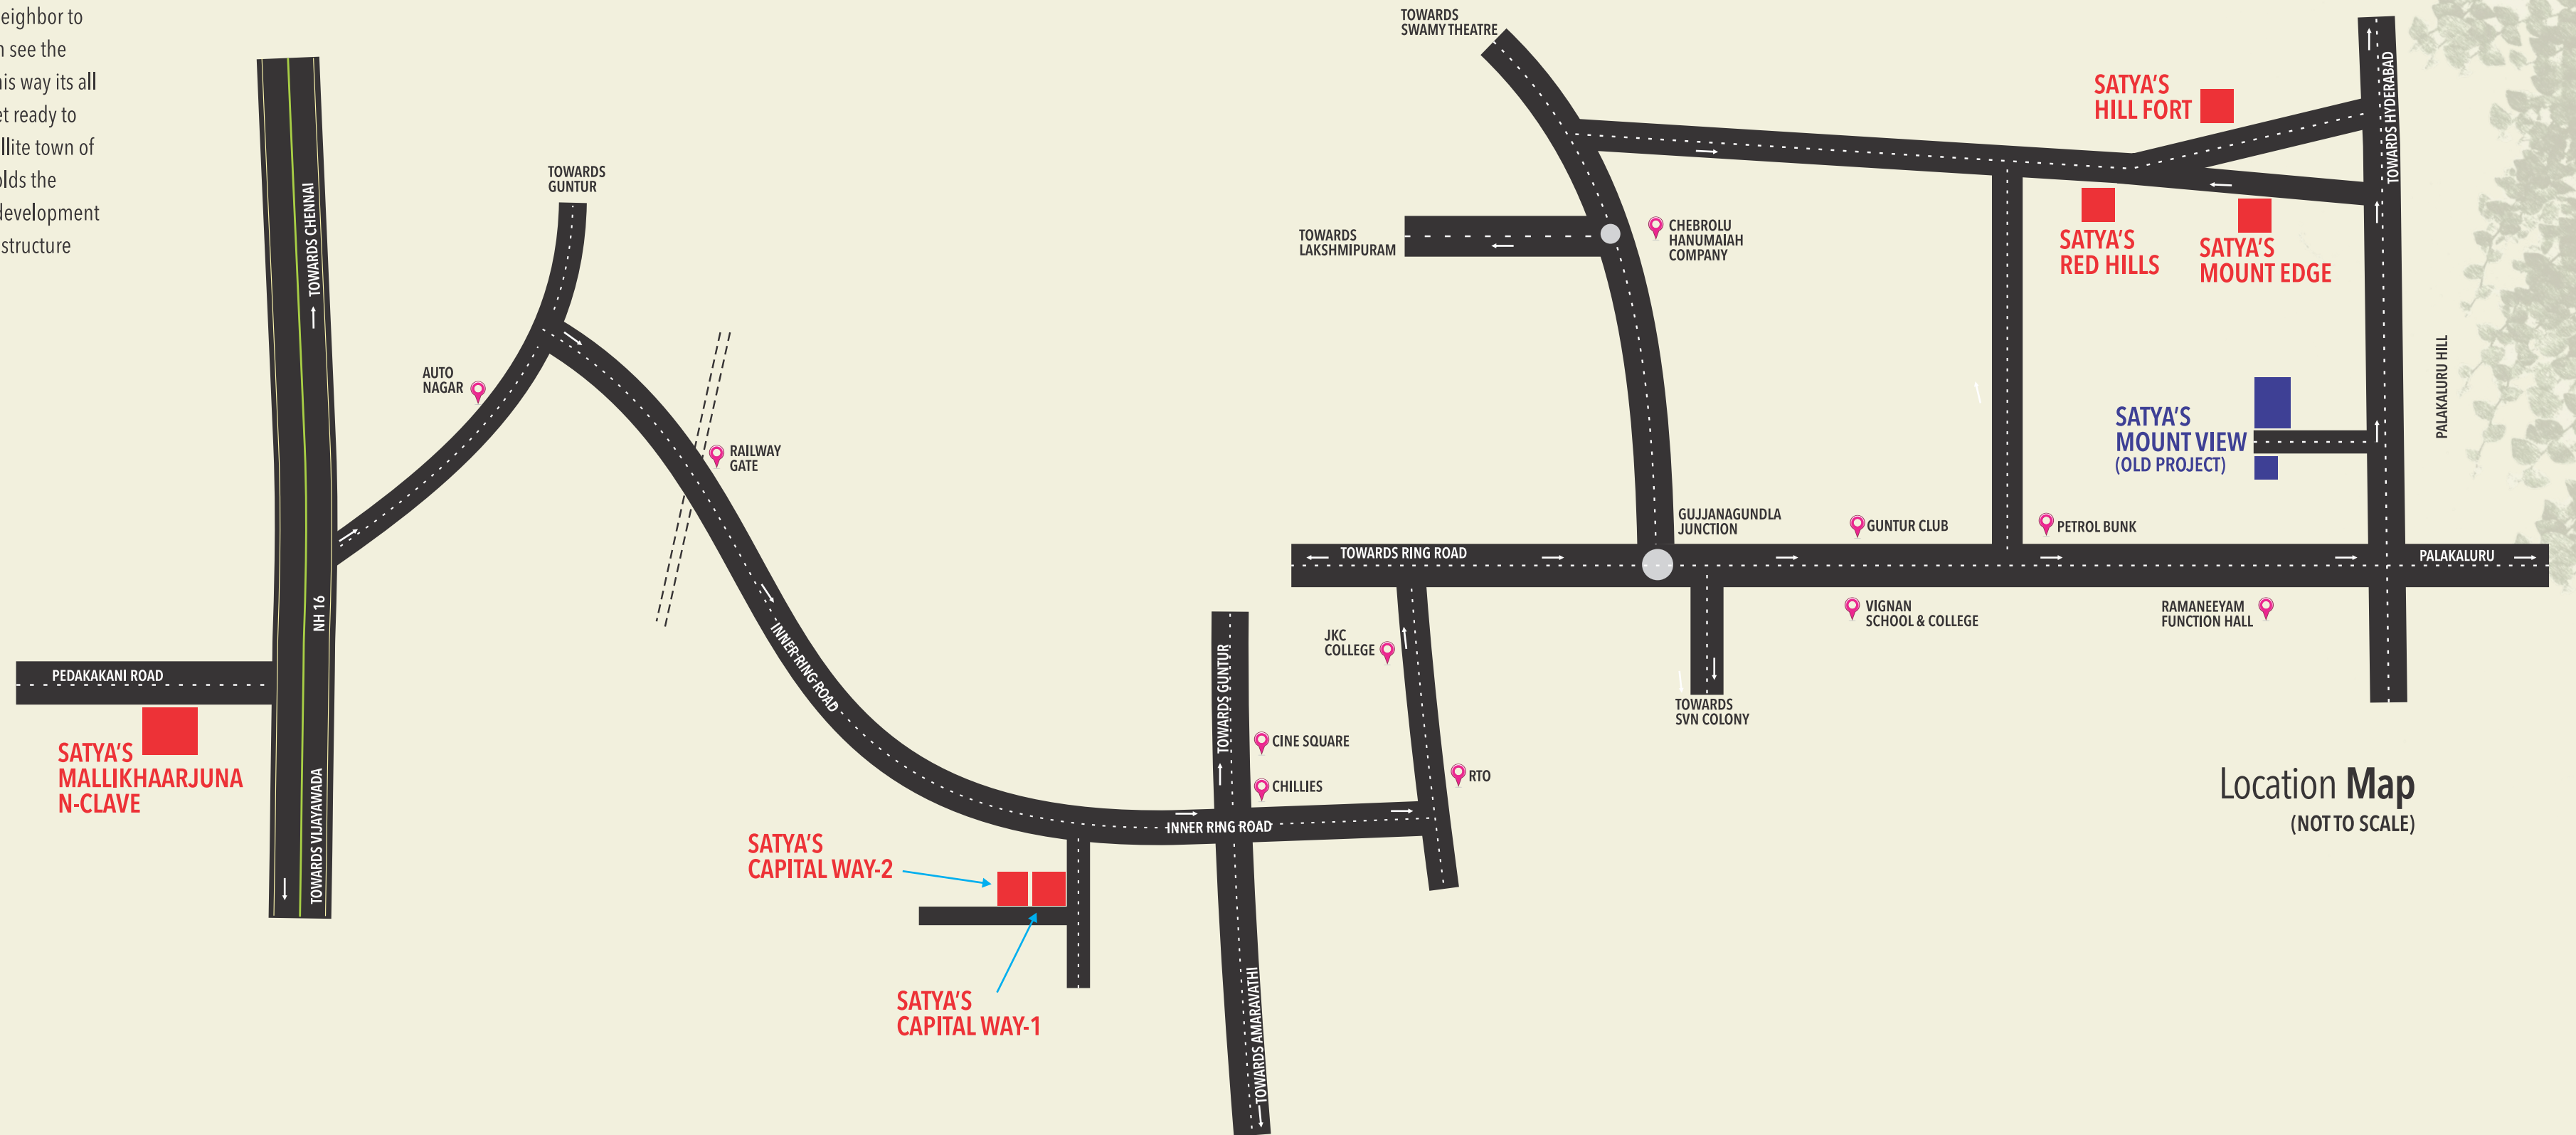 eighbor to
n see the
nis way its all
et ready to
llite town of
olds the
development
structure
TOWARDS CHENNAI
NH 16
TOWARDS VIJAYAWADA
PEDAKAKANI ROAD
SATYA'S
MALLIKHAARJUNA
N-CLAVE
TOWARDS
GUNTUR
AUTO
NAGAR
RAILWAY
GATE
INNER RING ROAD
SATYA'S
CAPITAL WAY-2
SATYA'S
CAPITAL WAY-1
INNER RING ROAD
TOWARDS GUNTUR
TOWARDS AMARAVATHI
CINE SQUARE
CHILLIES
JKC
COLLEGE
RTO
TOWARDS
SWAMY THEATRE
TOWARDS
LAKSHMIPURAM
CHEBROLU
HANUMAIAH
COMPANY
TOWARDS RING ROAD
GUJJANAGUNDLA
JUNCTION
GUNTUR CLUB
PETROL BUNK
PALAKALURU
TOWARDS
SVN COLONY
VIGNAN
SCHOOL & COLLEGE
RAMANEEYAM
FUNCTION HALL
SATYA'S
HILL FORT
SATYA'S
RED HILLS
SATYA'S
MOUNT EDGE
TOWARDS HYDERABAD
SATYA'S
MOUNT VIEW
(OLD PROJECT)
PALAKALURU HILL
Location Map
(NOT TO SCALE)